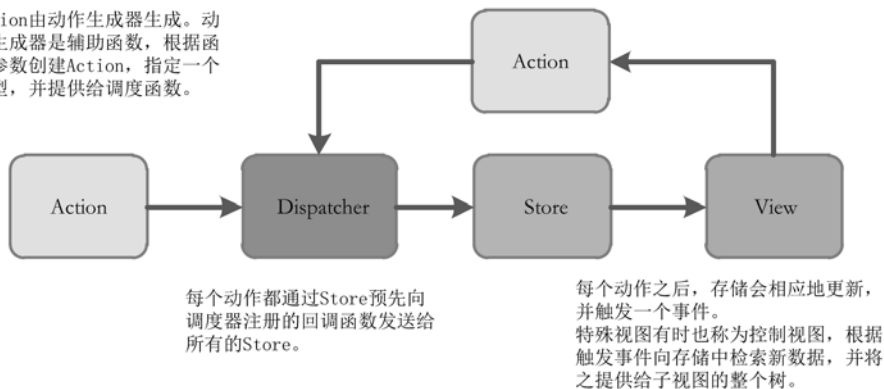 ion由动作生成器生成。动
生成器是辅助函数，根据函
参数创建Action，指定一个
型，并提供给调度函数。
Action
Action
Dispatcher
Store
View
每个动作都通过Store预先向
调度器注册的回调函数发送给
所有的Store。
每个动作之后，存储会相应地更新，
并触发一个事件。
特殊视图有时也称为控制视图，根据
触发事件向存储中检索新数据，并将
之提供给子视图的整个树。